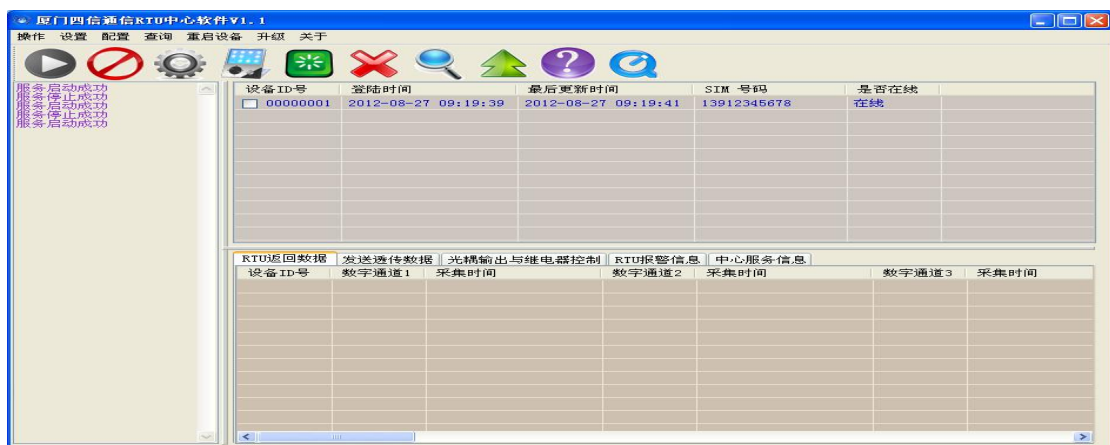 厦门四信通信RTU中心软件V1.1
操作 设置 配置 查询 重启设备 升级 关于
服务启动成功
服务停止成功
服务启动成功
服务停止成功
服务启动成功
设备ID号 登陆时间 最后更新时间 SIM 号码 是否在线
00000001 2012-08-27 09:19:39 2012-08-27 09:19:41 13912345678 在线
RTU返回数据 发送透传数据 光耦输出与继电器控制 RTU报警信息 中心服务信息
设备ID号 数字通道1 采集时间 数字通道2 采集时间 数字通道3 采集时间